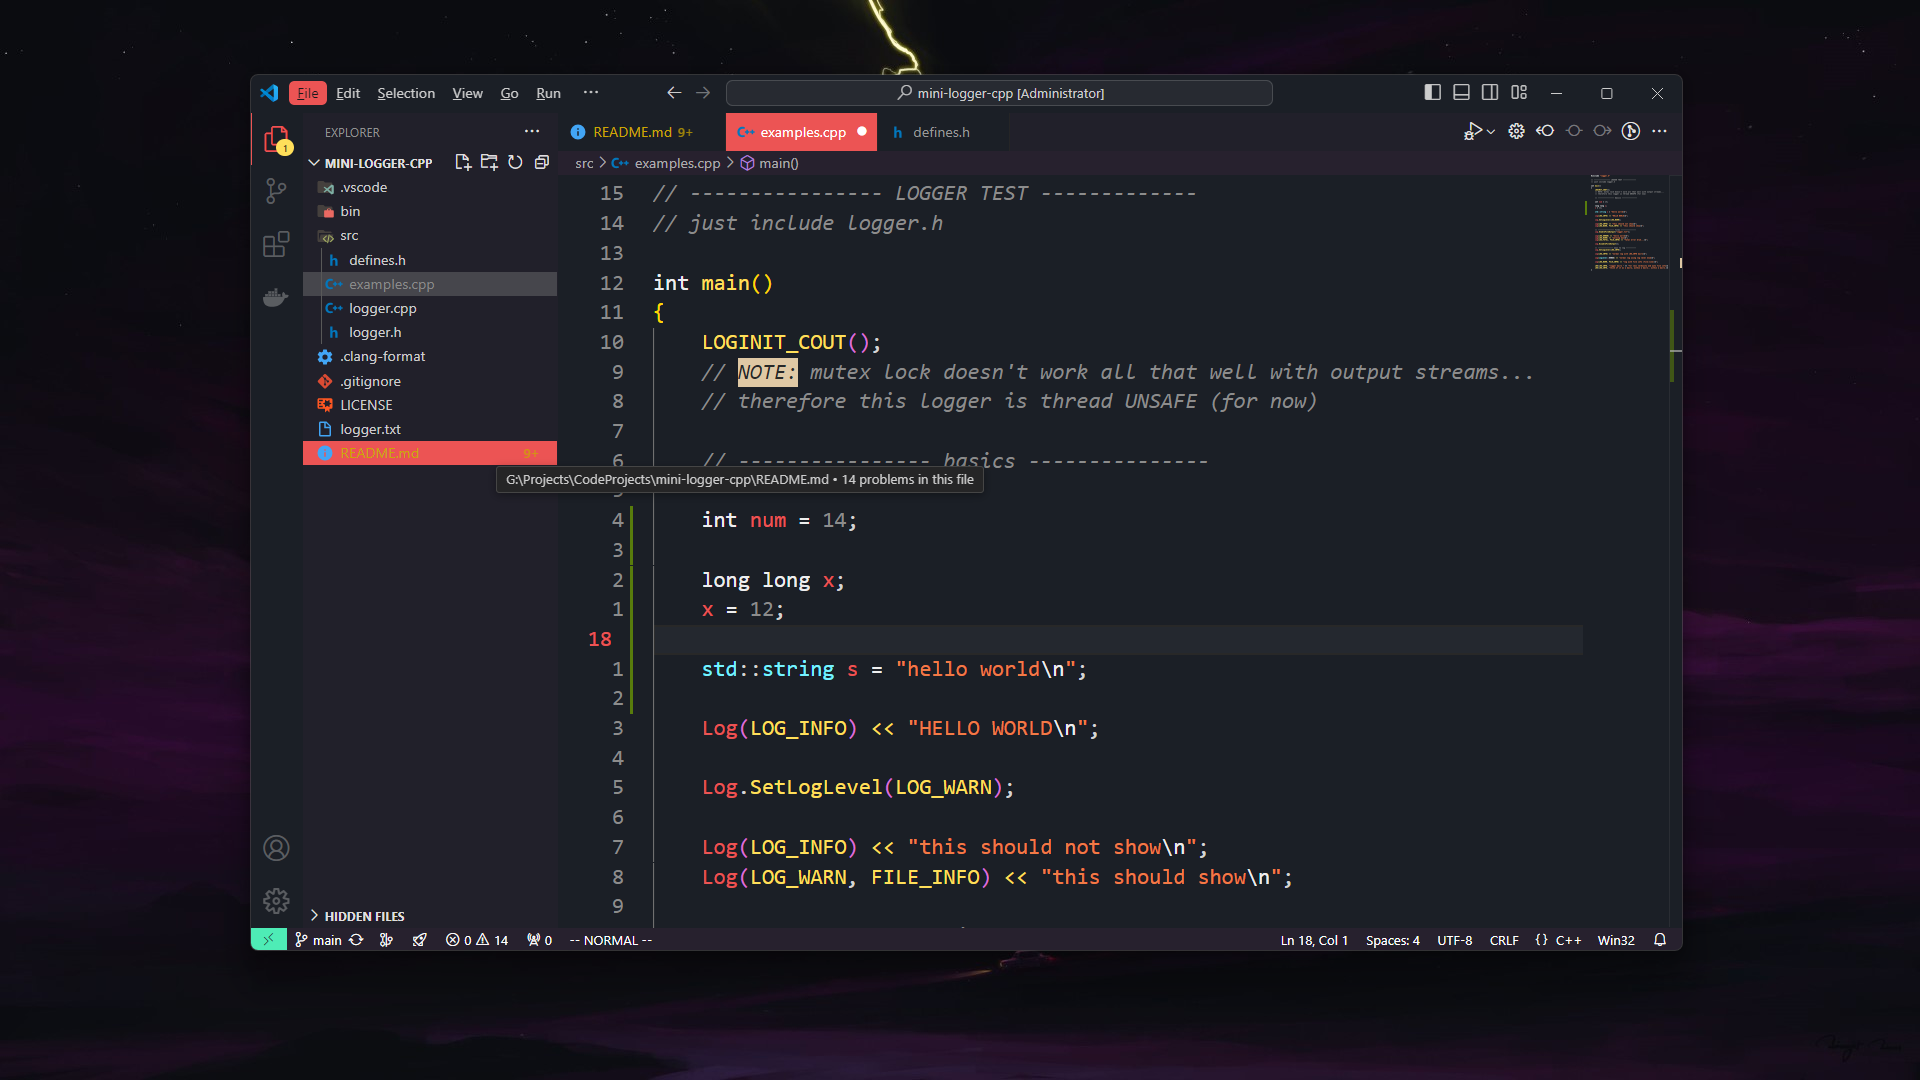 File Edit Selection View Go Run ··· mini-logger-cpp [Administrator]
EXPLORER ···
1
MINI-LOGGER-CPP
.vscode
bin
src
h defines.h
C++ examples.cpp
C++ logger.cpp
h logger.h
.clang-format
.gitignore
LICENSE
logger.txt
README.md 9+
G:\Projects\CodeProjects\mini-logger-cpp\README.md • 14 problems in this file
HIDDEN FILES
README.md 9+ C++ examples.cpp h defines.h
src > C++ examples.cpp > main()
15 // ---------------- LOGGER TEST -------------
14 // just include logger.h
13
12 int main()
11 {
10 LOGINIT_COUT();
9 // NOTE: mutex lock doesn't work all that well with output streams...
8 // therefore this logger is thread UNSAFE (for now)
7
6 // ---------------- basics ---------------
4 int num = 14;
3
2 long long x;
1 x = 12;
18
1 std::string s = "hello world\n";
2
3 Log(LOG_INFO) << "HELLO WORLD\n";
4
5 Log.SetLogLevel(LOG_WARN);
6
7 Log(LOG_INFO) << "this should not show\n";
8 Log(LOG_WARN, FILE_INFO) << "this should show\n";
9
main 0 14 0 -- NORMAL -- Ln 18, Col 1 Spaces: 4 UTF-8 CRLF {} C++ Win32